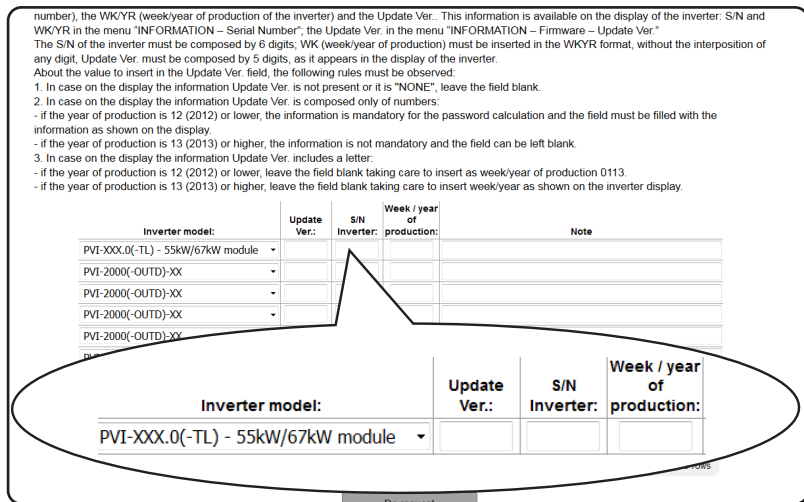 number), the WK/YR (week/year of production of the inverter) and the Update Ver.. This information is available on the display of the inverter: S/N and
WK/YR in the menu "INFORMATION – Serial Number"; the Update Ver. in the menu "INFORMATION – Firmware – Update Ver."
The S/N of the inverter must be composed by 6 digits; WK (week/year of production) must be inserted in the WKYR format, without the interposition of
any digit, Update Ver. must be composed by 5 digits, as it appears in the display of the inverter.
About the value to insert in the Update Ver. field, the following rules must be observed:
1. In case on the display the information Update Ver. is not present or it is "NONE", leave the field blank.
2. In case on the display the information Update Ver. is composed only of numbers:
- if the year of production is 12 (2012) or lower, the information is mandatory for the password calculation and the field must be filled with the
information as shown on the display.
- if the year of production is 13 (2013) or higher, the information is not mandatory and the field can be left blank.
3. In case on the display the information Update Ver. includes a letter:
- if the year of production is 12 (2012) or lower, leave the field blank taking care to insert as week/year of production 0113.
- if the year of production is 13 (2013) or higher, leave the field blank taking care to insert week/year as shown on the inverter display.
Inverter model: Update Ver.: S/N Inverter: Week / year of production: Note
PVI-XXX.0(-TL) - 55kW/67kW module
PVI-2000(-OUTD)-XX
PVI-2000(-OUTD)-XX
PVI-2000(-OUTD)-XX
PVI-2000(-OUTD)-XX
Inverter model: Update Ver.: S/N Inverter: Week / year of production:
PVI-XXX.0(-TL) - 55kW/67kW module
rows